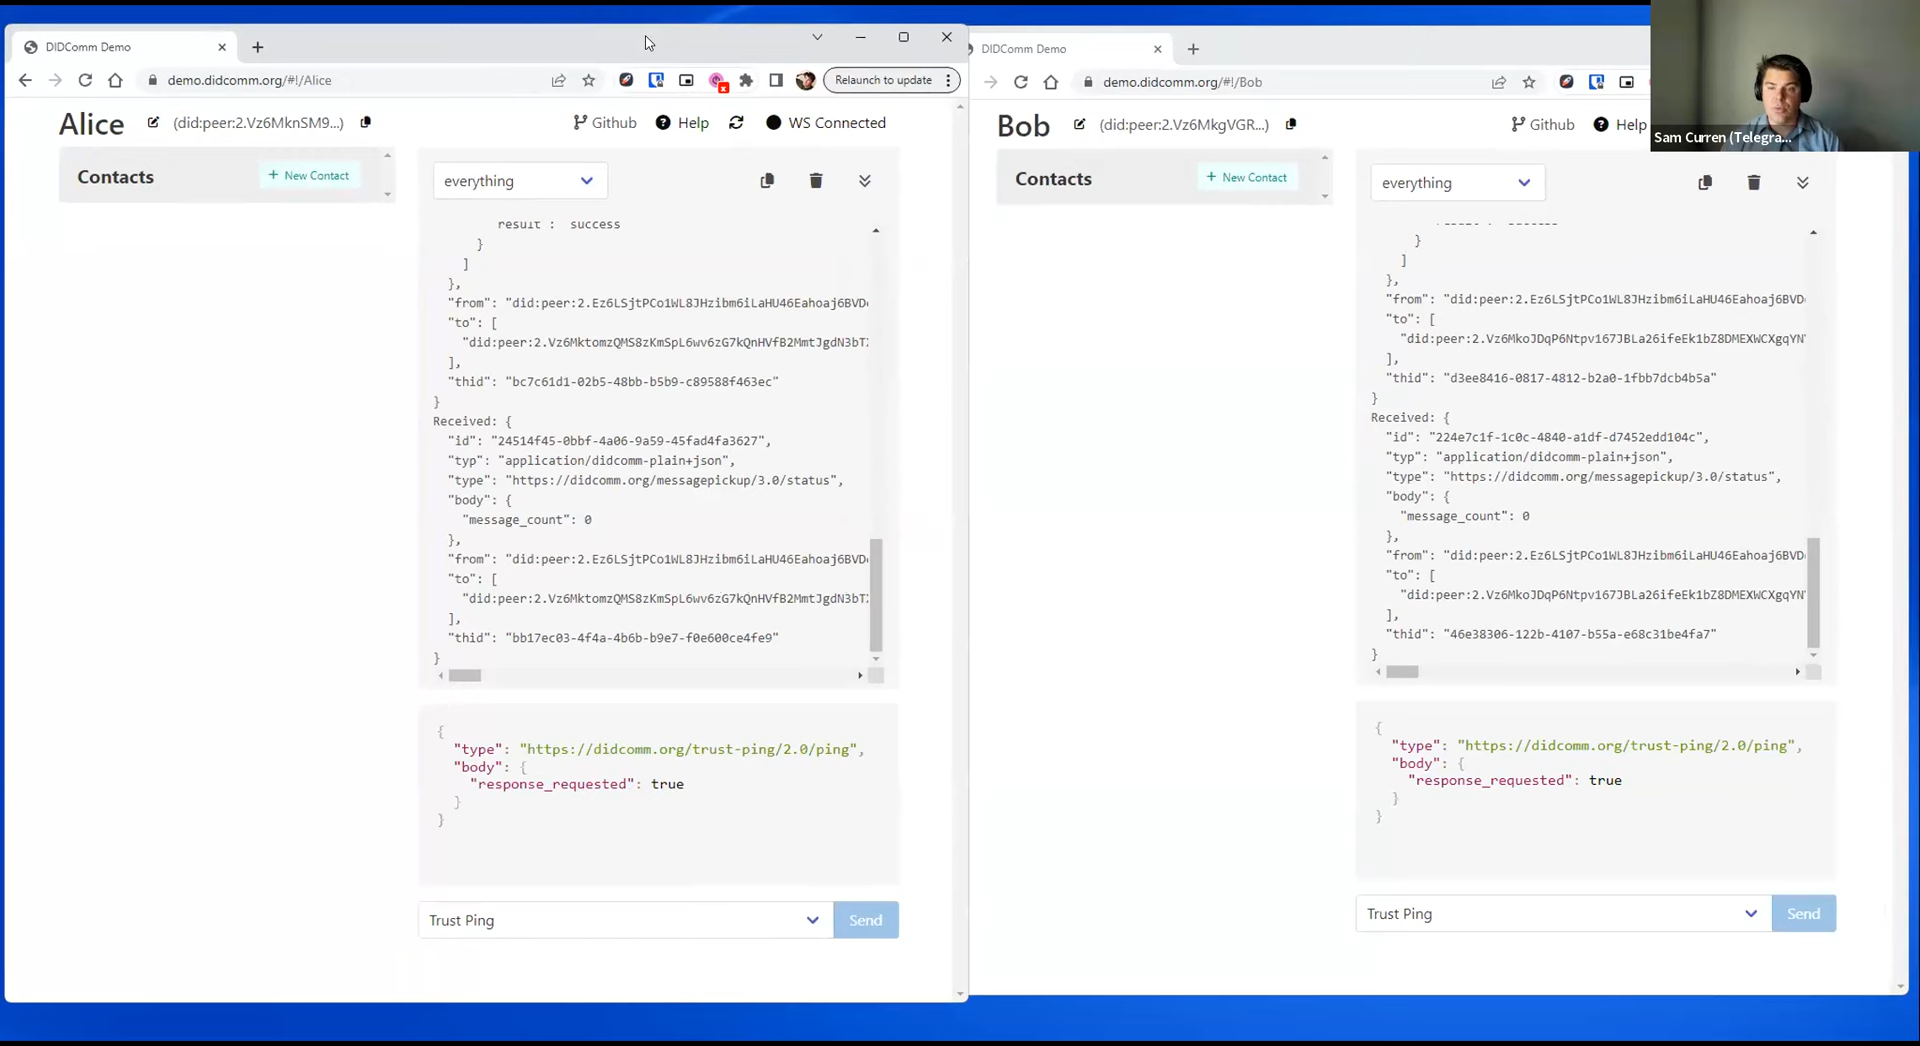 DIDComm Demo
demo.didcomm.org/#!/Alice
Relaunch to update
Alice
(did:peer:2.Vz6MknSM9...)
Github
Help
WS Connected
Contacts
+ New Contact
everything
result : success
}
]
},
"from": "did:peer:2.Ez6LSjtPCo1WL8JHzibm6iLaHU46Eahoaj6BVD
"to": [
"did:peer:2.Vz6MktomzQMS8zKmSpL6wv6zG7kQnHVfB2MmtJgdN3bT
],
"thid": "bc7c61d1-02b5-48bb-b5b9-c89588f463ec"
}
Received: {
"id": "24514f45-0bbf-4a06-9a59-45fad4fa3627",
"typ": "application/didcomm-plain+json",
"type": "https://didcomm.org/messagepickup/3.0/status",
"body": {
"message_count": 0
},
"from": "did:peer:2.Ez6LSjtPCo1WL8JHzibm6iLaHU46Eahoaj6BVD
"to": [
"did:peer:2.Vz6MktomzQMS8zKmSpL6wv6zG7kQnHVfB2MmtJgdN3bT
],
"thid": "bb17ec03-4f4a-4b6b-b9e7-f0e600ce4fe9"
}
{
"type": "https://didcomm.org/trust-ping/2.0/ping",
"body": {
"response_requested": true
}
}
Trust Ping
Send
DIDComm Demo
demo.didcomm.org/#!/Bob
Bob
(did:peer:2.Vz6MkgVGR...)
Github
Help
Contacts
+ New Contact
everything
}
]
},
"from": "did:peer:2.Ez6LSjtPCo1WL8JHzibm6iLaHU46Eahoaj6BVD
"to": [
"did:peer:2.Vz6MkoJDqP6Ntpv167JBLa26ifeEk1bZ8DMEXWCXgqYN
],
"thid": "d3ee8416-0817-4812-b2a0-1fbb7dcb4b5a"
}
Received: {
"id": "224e7c1f-1c0c-4840-a1df-d7452edd104c",
"typ": "application/didcomm-plain+json",
"type": "https://didcomm.org/messagepickup/3.0/status",
"body": {
"message_count": 0
},
"from": "did:peer:2.Ez6LSjtPCo1WL8JHzibm6iLaHU46Eahoaj6BVD
"to": [
"did:peer:2.Vz6MkoJDqP6Ntpv167JBLa26ifeEk1bZ8DMEXWCXgqYN
],
"thid": "46e38306-122b-4107-b55a-e68c31be4fa7"
}
{
"type": "https://didcomm.org/trust-ping/2.0/ping",
"body": {
"response_requested": true
}
}
Trust Ping
Send
Sam Curren (Telegra...